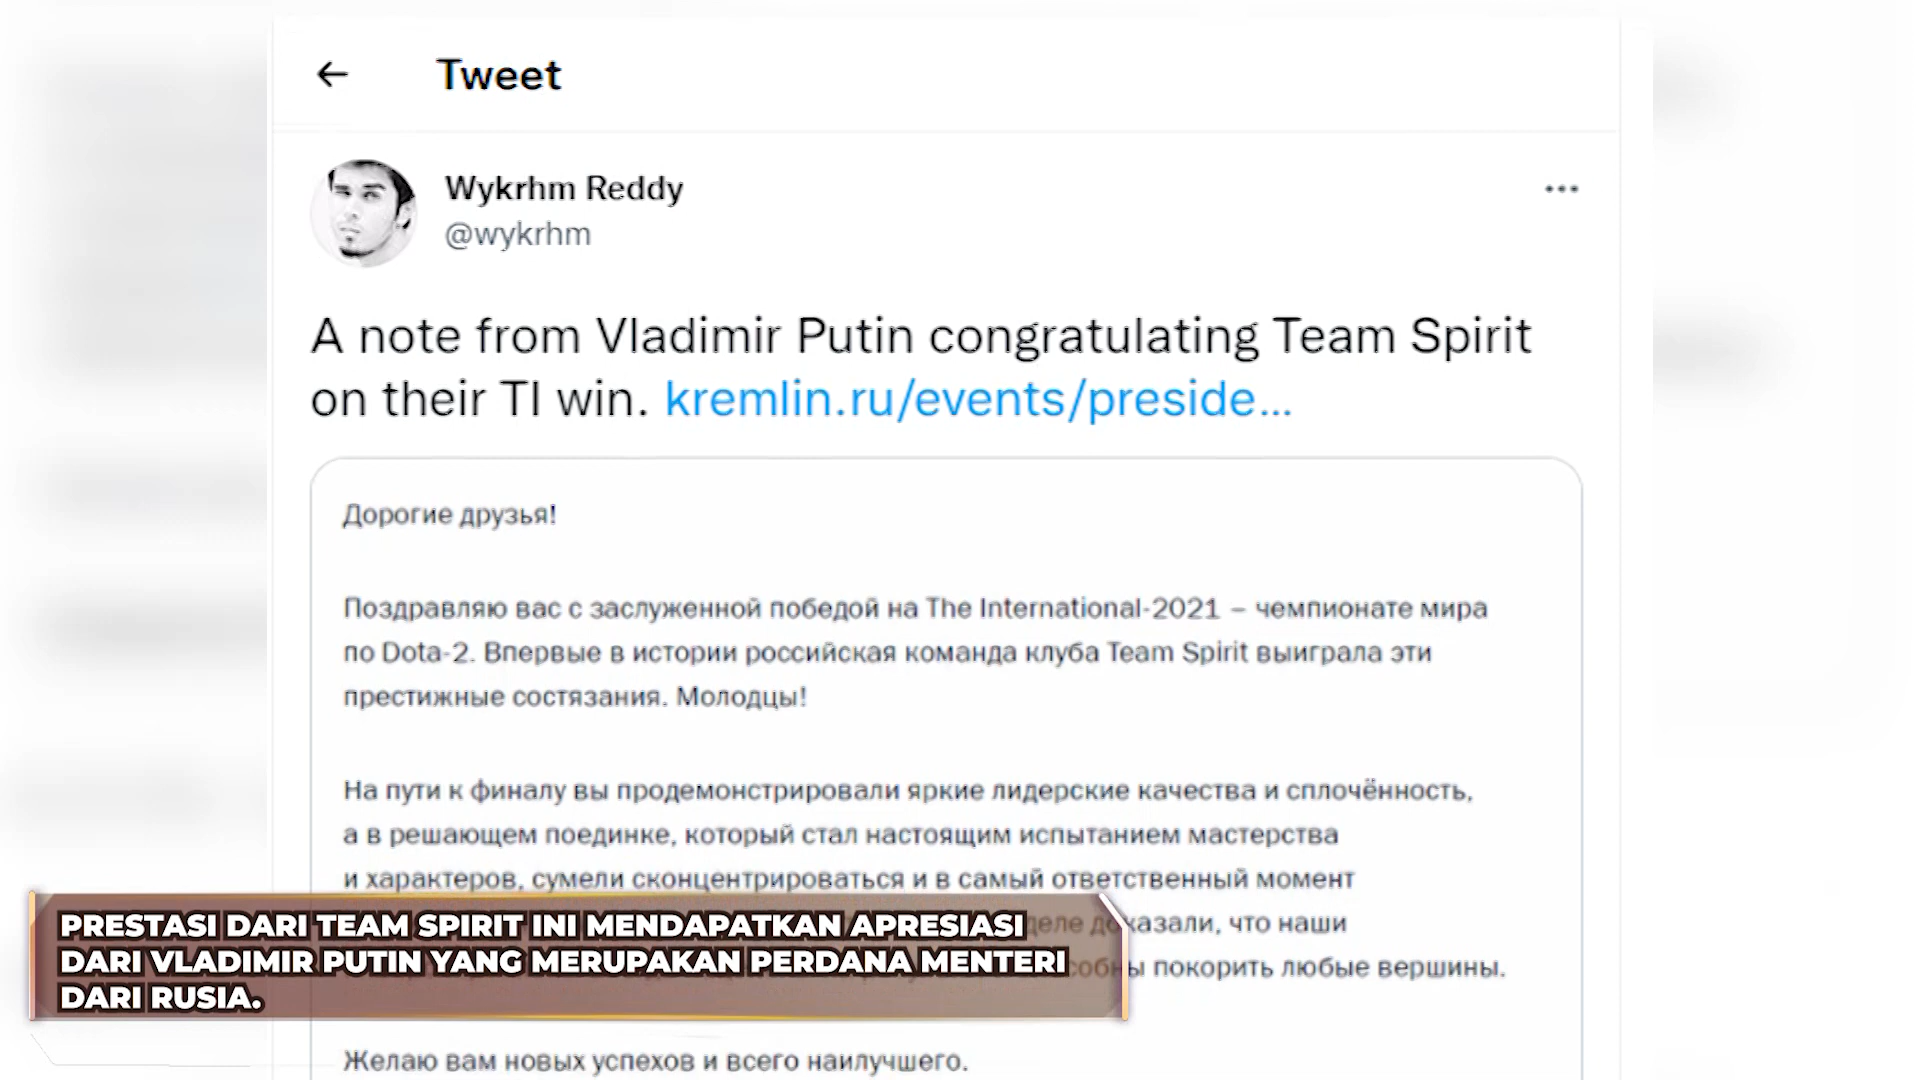 Tweet
Wykrhm Reddy
@wykrhm
A note from Vladimir Putin congratulating Team Spirit
on their TI win. kremlin.ru/events/preside...
Дорогие друзья!
Поздравляю вас с заслуженной победой на The International-2021 – чемпионате мира
по Dota-2. Впервые в истории российская команда клуба Team Spirit выиграла эти
престижные состязания. Молодцы!
На пути к финалу вы продемонстрировали яркие лидерские качества и сплочённость,
а в решающем поединке, который стал настоящим испытанием мастерства
и характеров, сумели сконцентрироваться и в самый ответственный момент
деле доказали, что наши
покорить любые вершины.
Желаю вам новых успехов и всего наилучшего.
PRESTASI DARI TEAM SPIRIT INI MENDAPATKAN APRESIASI
DARI VLADIMIR PUTIN YANG MERUPAKAN PERDANA MENTERI
DARI RUSIA.